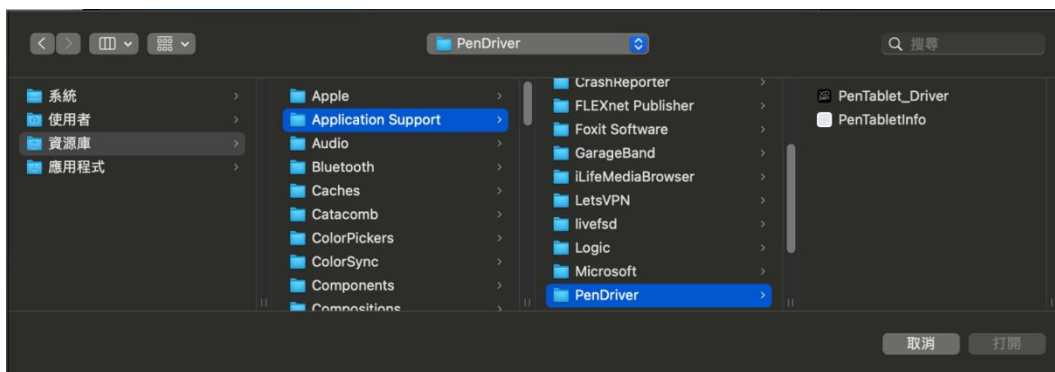 PenDriver
搜尋
系統
使用者
資源庫
應用程式
Apple
Application Support
Audio
Bluetooth
Caches
Catacomb
ColorPickers
ColorSync
Components
Compositions
CrashReporter
FLEXnet Publisher
Foxit Software
GarageBand
iLifeMediaBrowser
LetsVPN
livefsd
Logic
Microsoft
PenDriver
PenTablet_Driver
PenTabletInfo
取消
打開